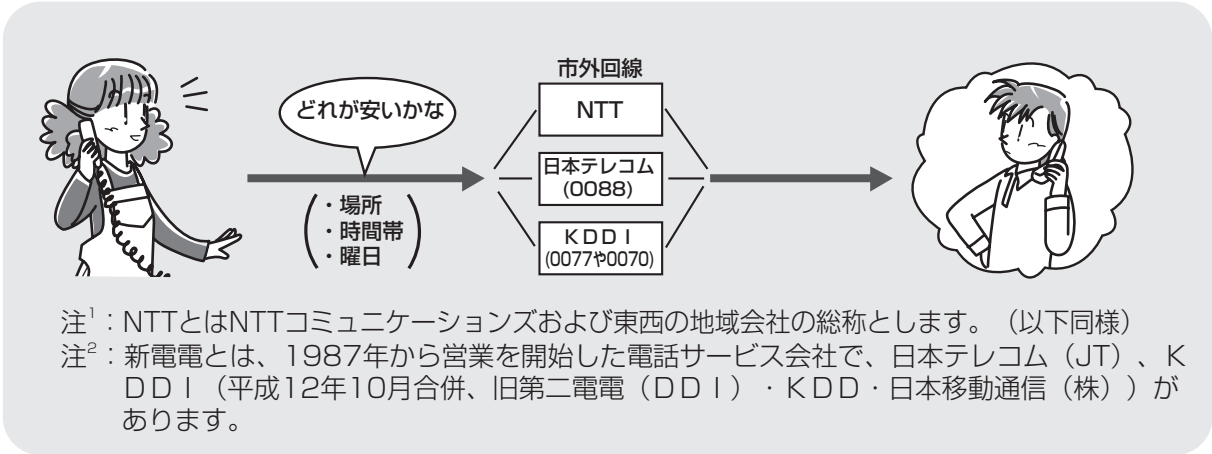 市外回線
どれが安いかな
NTT
日本テレコム
(0088)
・場所
・時間帯
・曜日
ＫＤＤＩ
(0077や0070)
注¹：NTTとはNTTコミュニケーションズおよび東西の地域会社の総称とします。（以下同様）
注²：新電電とは、1987年から営業を開始した電話サービス会社で、日本テレコム（JT）、Ｋ
ＤＤＩ（平成12年10月合併、旧第二電電（ＤＤＩ）・ＫＤＤ・日本移動通信（株））が
あります。